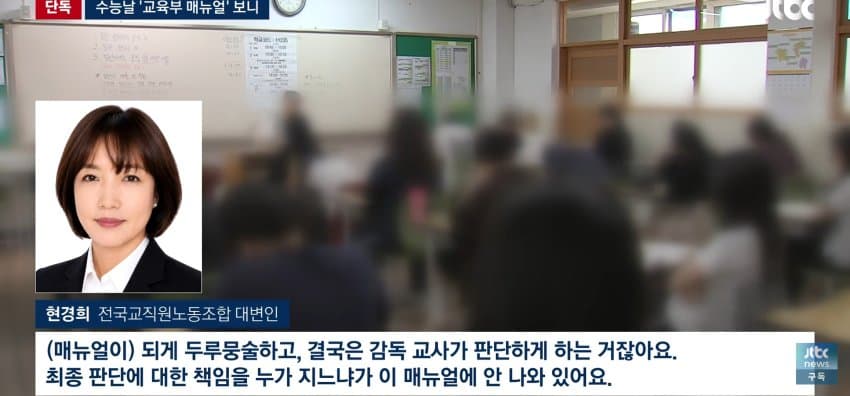 단독 수능날 '교육부 매뉴얼' 보니
jtbc
현경희 전국교직원노동조합 대변인
(매뉴얼이) 되게 두루뭉술하고, 결국은 감독 교사가 판단하게 하는 거잖아요.
최종 판단에 대한 책임을 누가 지느냐가 이 매뉴얼에 안 나와 있어요.
jtbc
news
구독